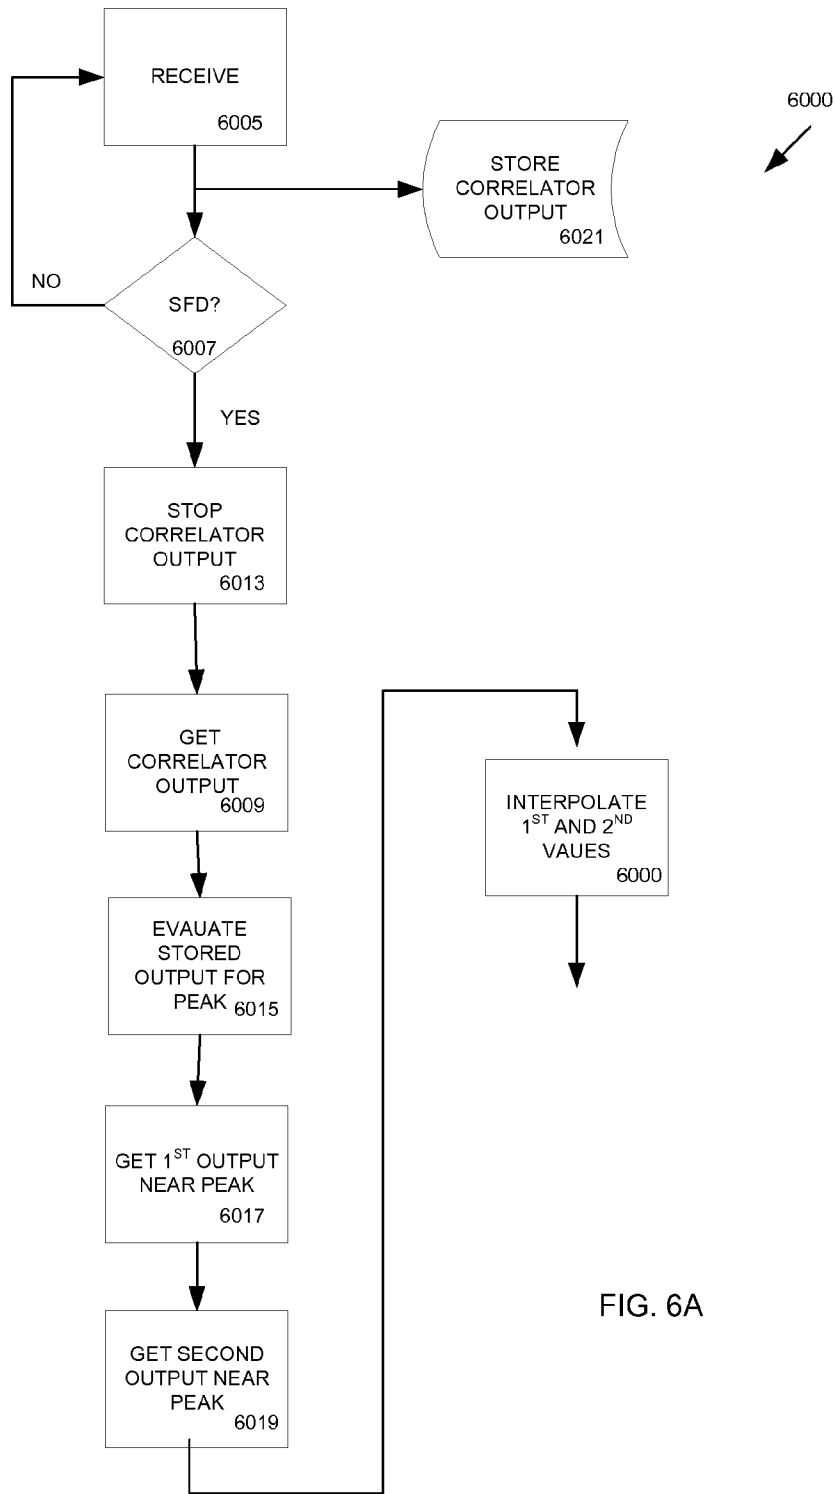 RECEIVE
6005
6000
STORE
CORRELATOR
OUTPUT
6021
NO
SFD?
6007
YES
STOP
CORRELATOR
OUTPUT
6013
GET
CORRELATOR
OUTPUT
6009
INTERPOLATE
1ST AND 2ND
VAUES
6000
EVAUATE
STORED
OUTPUT FOR
PEAK
6015
GET 1ST OUTPUT
NEAR PEAK
6017
GET SECOND
OUTPUT NEAR
PEAK
6019
FIG. 6A